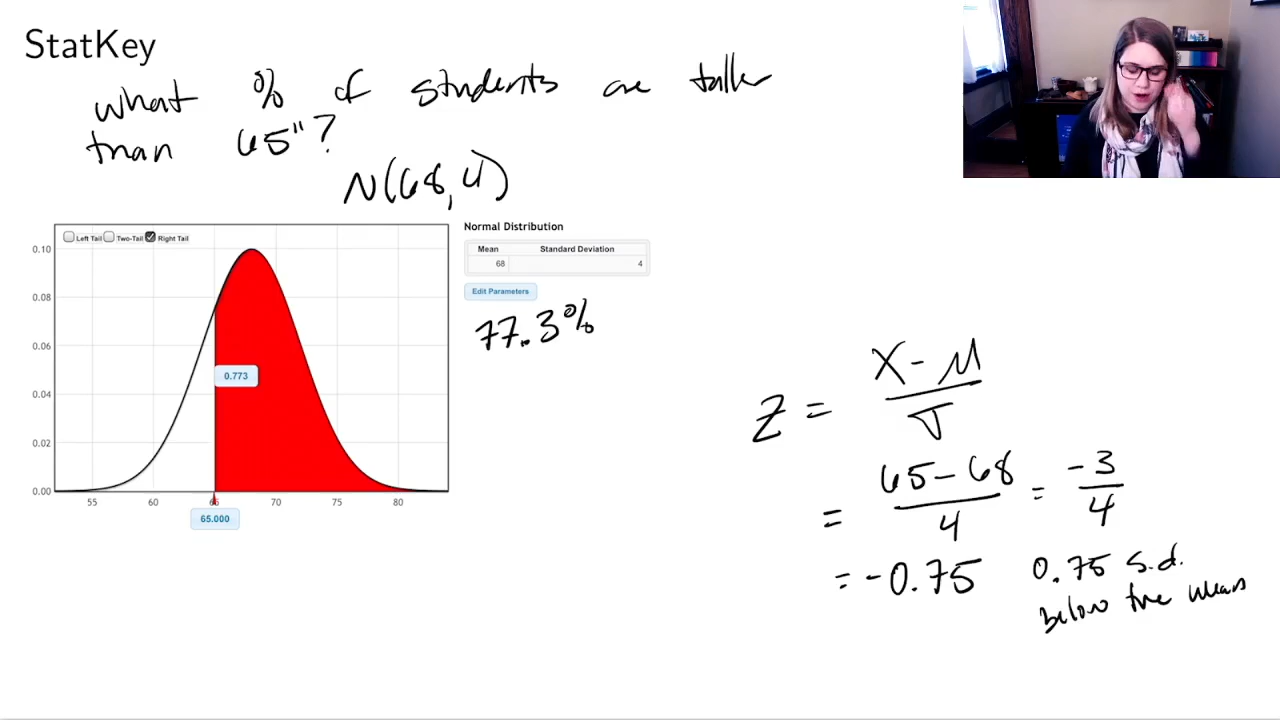 StatKey
what % of students are taller
than 65"?
N(68,4)
Left Tail Two-Tail Right Tail
Normal Distribution
Mean Standard Deviation
68 4
Edit Parameters
77.3%
0.10
0.08
0.06
0.04
0.02
0.00
0.773
55 60 65 70 75 80
65.000
Z = X - μ / σ
= 65 - 68 / 4 = -3 / 4
= -0.75 0.75 s.d.
below the mean